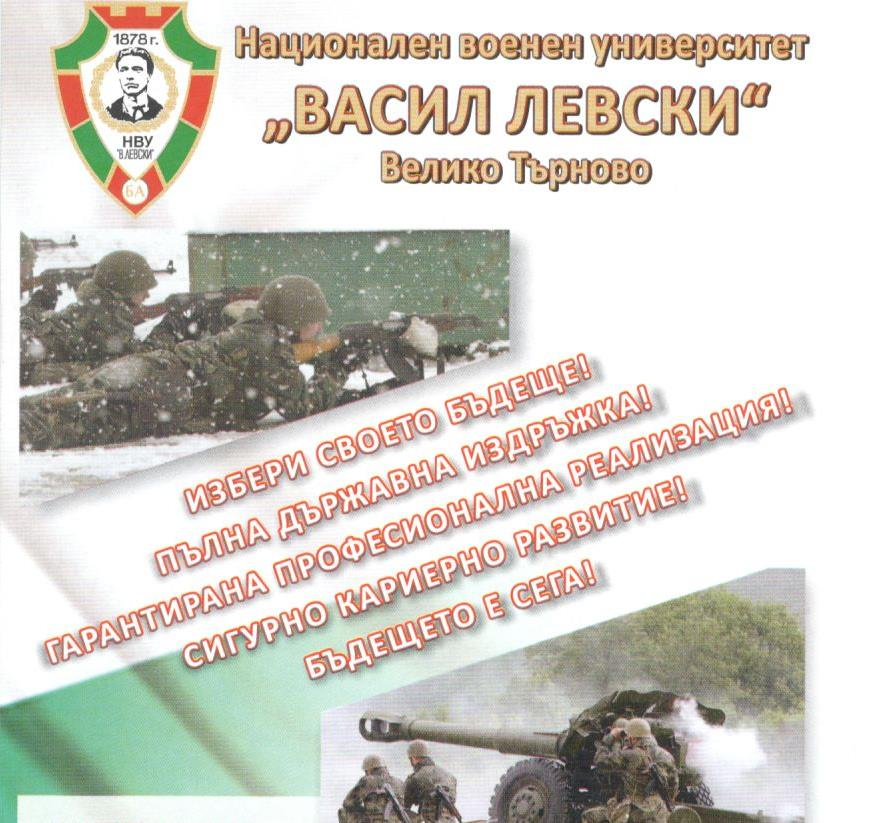 1878 г.
НВУ
"В.ЛЕВСКИ"
БА
Национален военен университет
„ВАСИЛ ЛЕВСКИ“
Велико Търново
ИЗБЕРИ СВОЕТО БЪДЕЩЕ!
ПЪЛНА ДЪРЖАВНА ИЗДРЪЖКА!
ГАРАНТИРАНА ПРОФЕСИОНАЛНА РЕАЛИЗАЦИЯ!
СИГУРНО КАРИЕРНО РАЗВИТИЕ!
БЪДЕЩЕТО Е СЕГА!